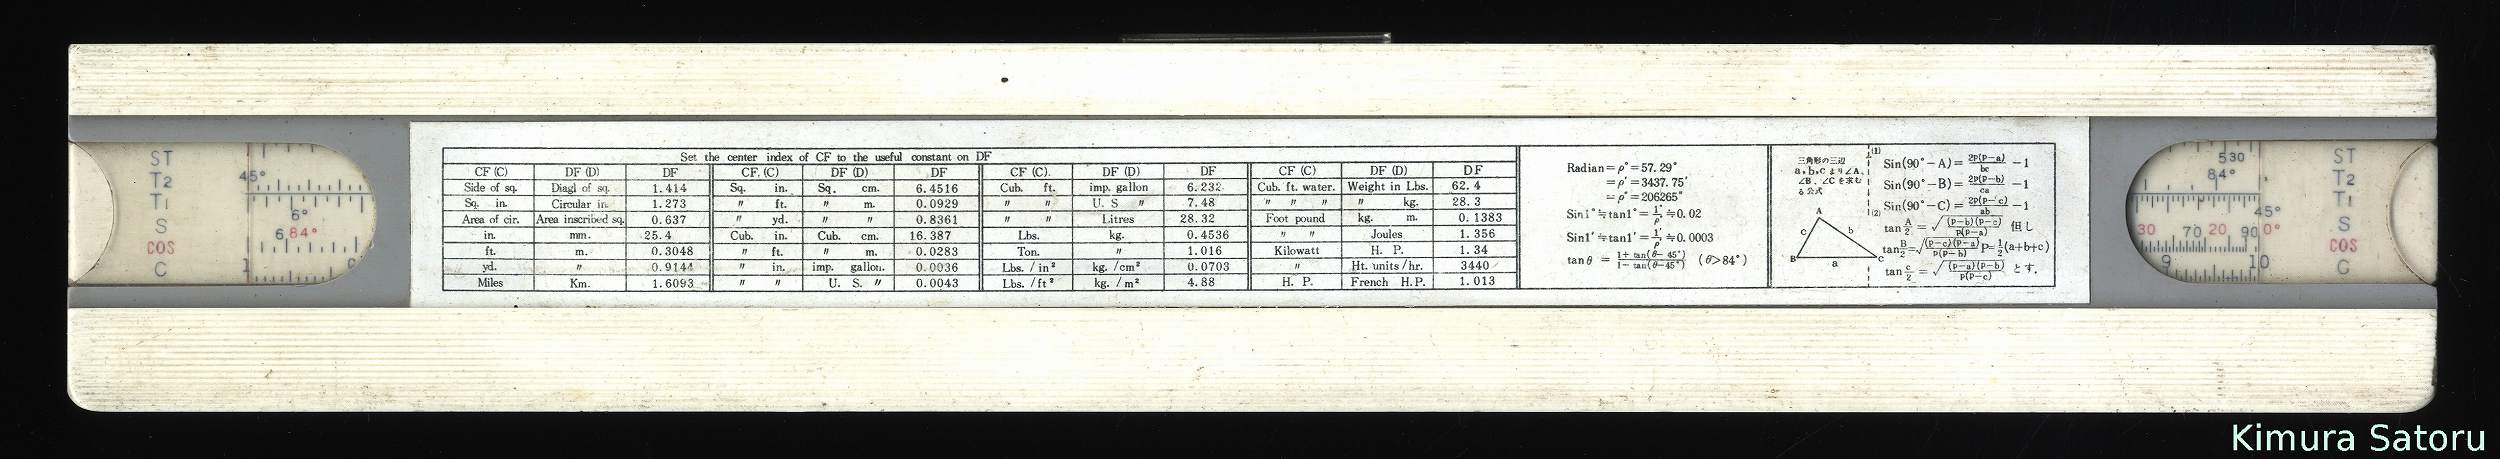 Set the center index of CF to the useful constant on DF
CF (C) DF (D) DF CF. (C) DF (D) DF CF (C). DF (D) DF CF (C) DF (D) DF
Side of sq. Diagl of sq. 1.414 Sq. in. Sq. cm. 6.4516 Cub. ft. imp. gallon 6.232 Cub. ft. water. Weight in Lbs. 62.4
Sq. in. Circular in. 1.273 〃 ft. 〃 m. 0.0929 〃 〃 U. S 〃 7.48 〃 〃 〃 〃 kg. 28.3
Area of cir. Area inscribed sq. 0.637 〃 yd. 〃 〃 0.8361 〃 〃 Litres 28.32 Foot pound kg. m. 0.1383
in. mm. 25.4 Cub. in. Cub. cm. 16.387 Lbs. kg. 0.4536 〃 〃 Joules 1.356
ft. m. 0.3048 〃 ft. 〃 m. 0.0283 Ton. 〃 1.016 Kilowatt H. P. 1.34
yd. 〃 0.9144 〃 in. imp. gallon. 0.0036 Lbs. / in² kg. /cm² 0.0703 〃 Ht. units /hr. 3440
Miles Km. 1.6093 〃 〃 U. S. 〃 0.0043 Lbs. /ft² kg. /m² 4.88 H. P. French H.P. 1.013
Radian=ρ°=57.29°
=ρ′=3437.75′
=ρ″=206265″
Sin1°≒tan1°=1°/ρ°≒0.02
Sin1′≒tan1′=1′/ρ′≒0.0003
tanθ = 1+tan(θ−45°)/1−tan(θ−45°) (θ>84°)
三角形の三辺
a,b,cより∠A、
∠B、∠Cを求む
る公式
A
c b
B a C
(1)
Sin(90°−A)= 2p(p−a)/bc −1
Sin(90°−B)= 2p(p−b)/ca −1
Sin(90°−C)= 2p(p−c)/ab −1
(2)
tan A/2 = √(p−b)(p−c)/p(p−a) 但し
tan B/2 = √(p−c)(p−a)/p(p−b) P=1/2(a+b+c)
tan c/2 = √(p−a)(p−b)/p(p−c) とす.
ST
T2
T1
S
COS
C
45°
6°
6 84°
1
530
84°
30 70 20 90
9 10
45°
0°
ST
T2
T1
S
COS
C
Kimura Satoru